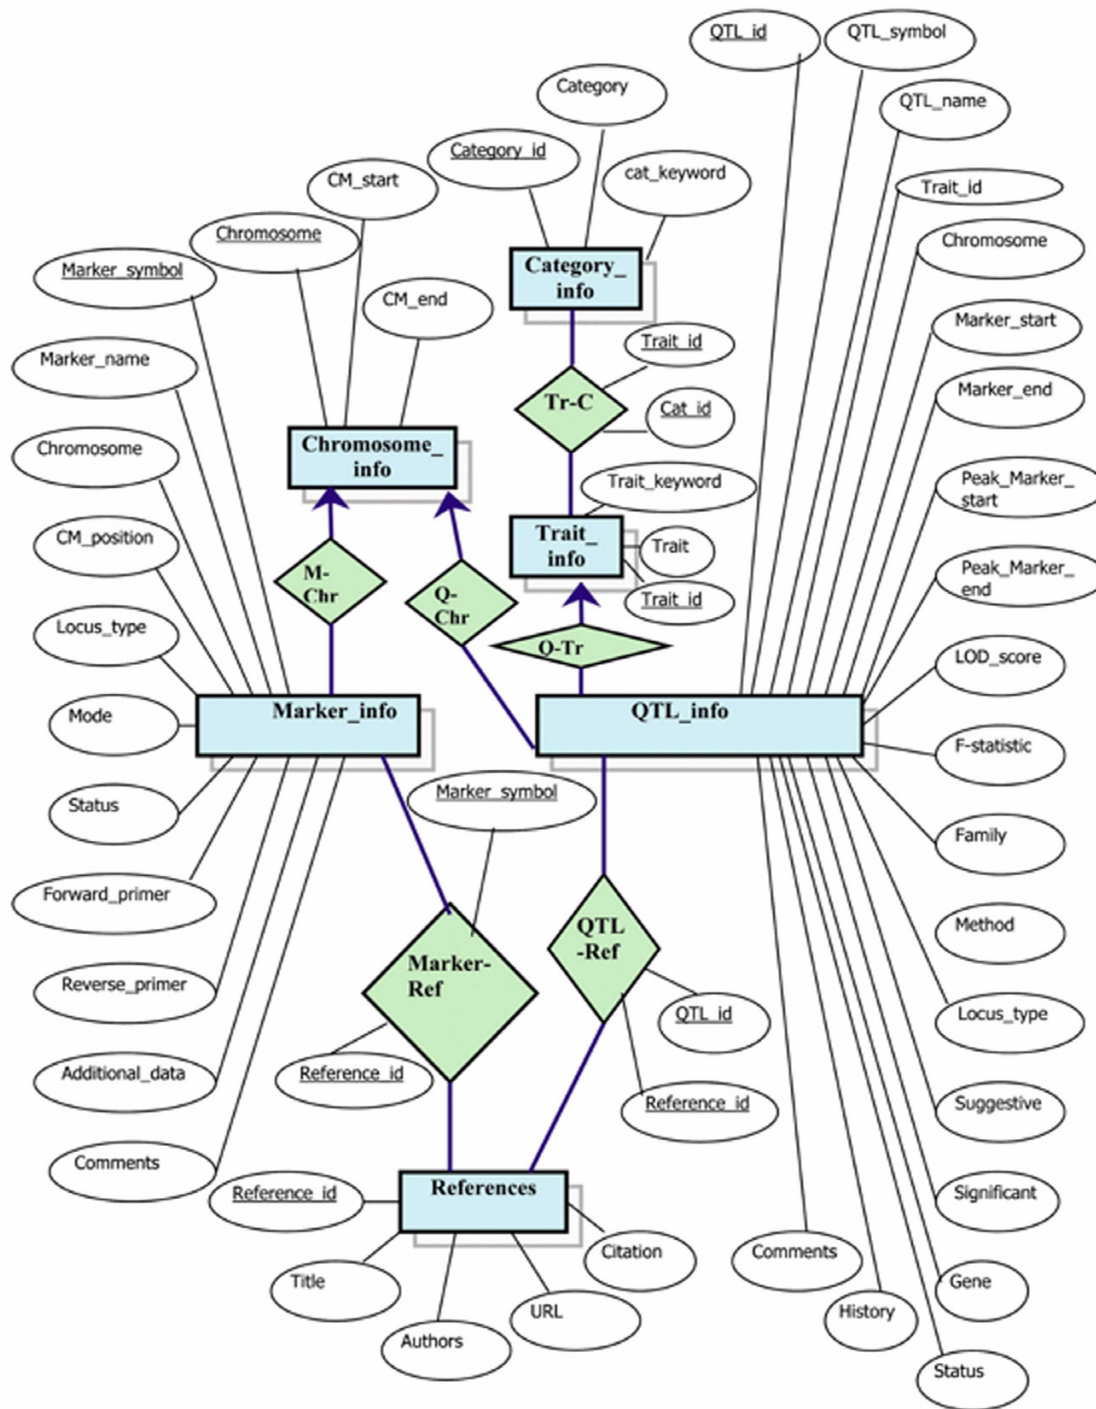 QTL_id
QTL_symbol
Category
QTL_name
Category_id
cat_keyword
CM_start
Trait_id
Chromosome
Chromosome
Marker_symbol
Category_
info
CM_end
Marker_start
Trait_id
Marker_name
Marker_end
Tr-C
Cat_id
Chromosome
Chromosome_
info
Trait_keyword
Peak_Marker_
start
CM_position
Trait_
info
Trait
M-
Chr
Q-
Chr
Trait_id
Peak_Marker_
end
Locus_type
Q-Tr
LOD_score
Mode
Marker_info
QTL_info
F-statistic
Status
Marker_symbol
Family
Forward_primer
Method
Marker-
Ref
QTL
-Ref
Reverse_primer
QTL_id
Locus_type
Additional_data
Reference_id
Reference_id
Suggestive
Comments
Reference_id
References
Significant
Title
Citation
Comments
Gene
Authors
URL
History
Status